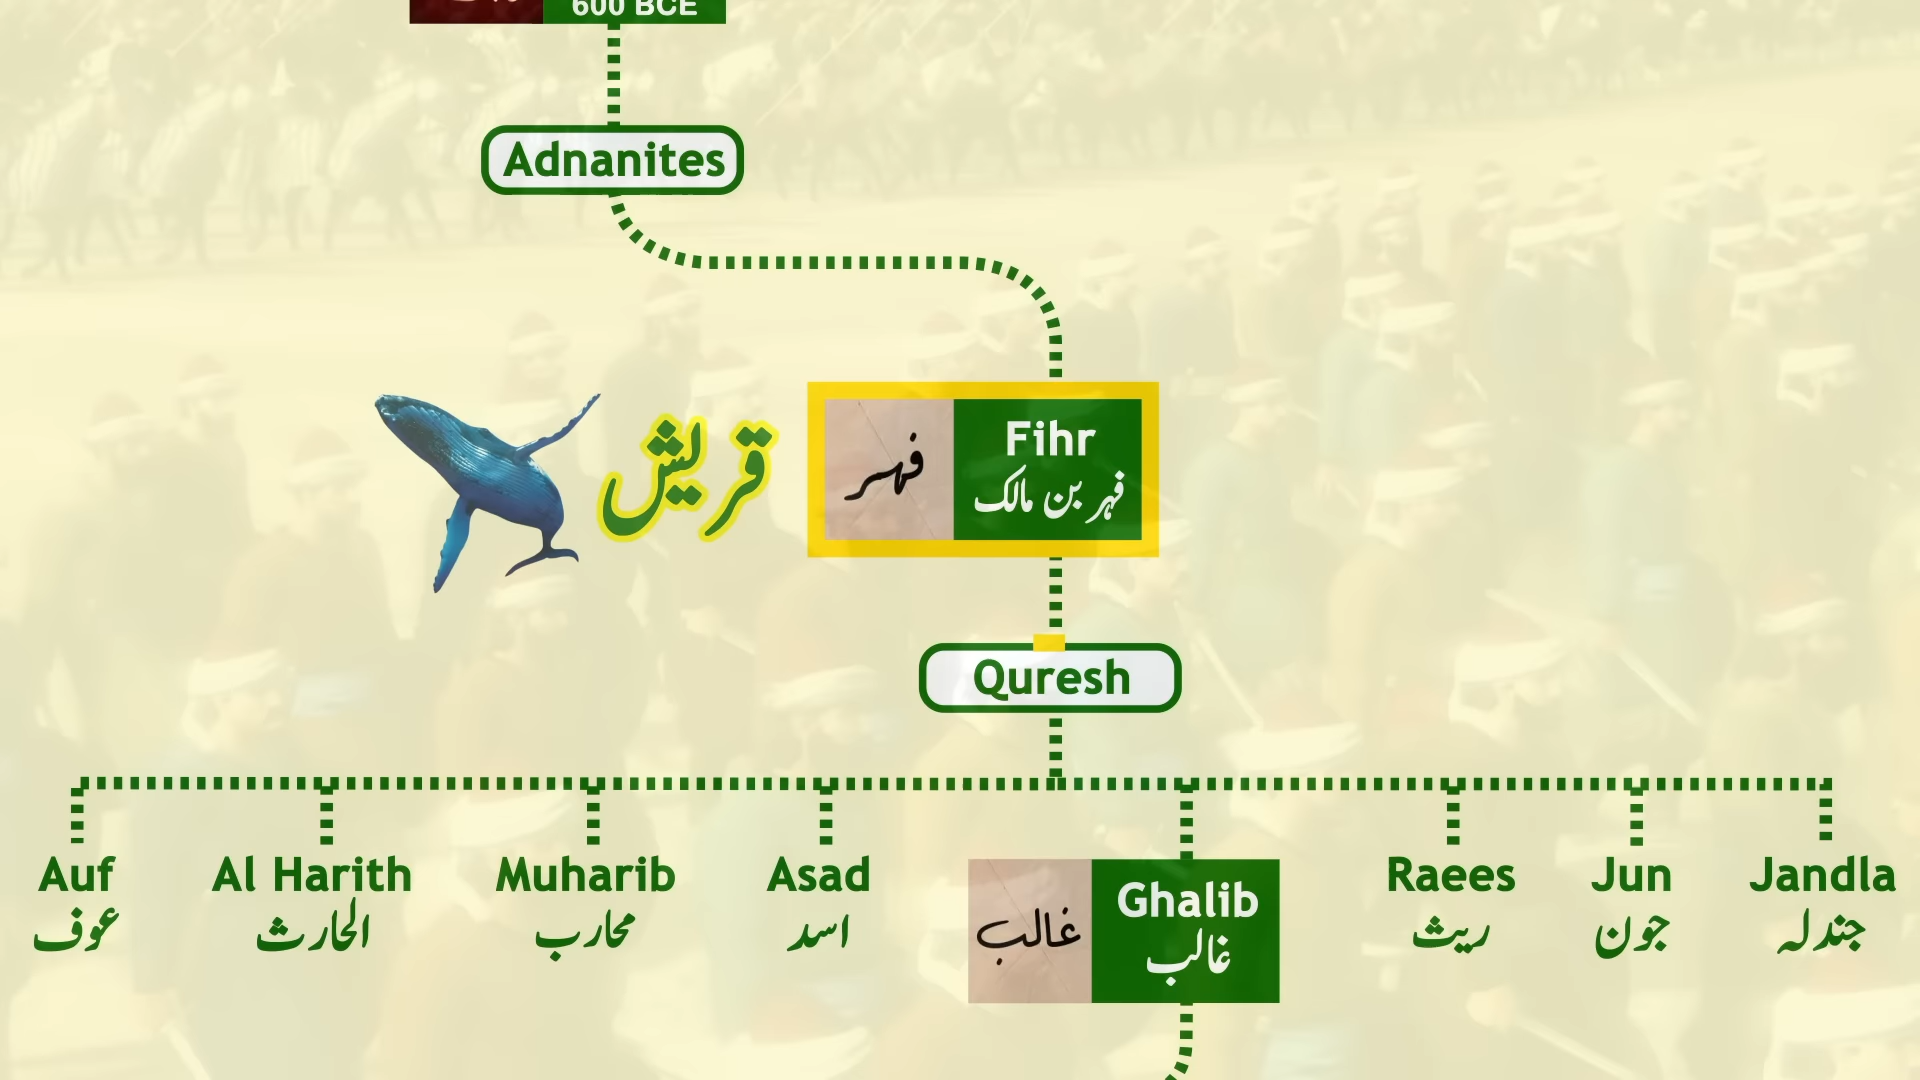 600 BCE
Adnanites
قریش
فہر
Fihr
فہر بن مالک
Quresh
Auf
عوف
Al Harith
الحارث
Muharib
محارب
Asad
اسد
غالب
Ghalib
غالب
Raees
ریث
Jun
جون
Jandla
جندلہ